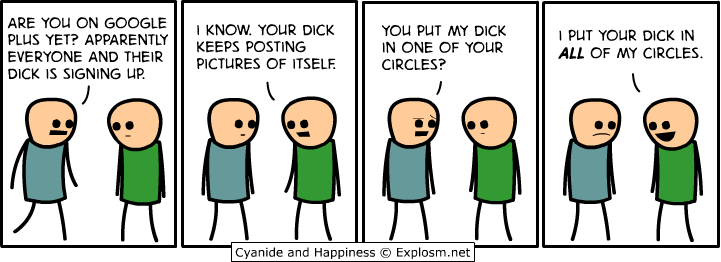 ARE YOU ON GOOGLE
PLUS YET? APPARENTLY
EVERYONE AND THEIR
DICK IS SIGNING UP.
I KNOW. YOUR DICK
KEEPS POSTING
PICTURES OF ITSELF.
YOU PUT MY DICK
IN ONE OF YOUR
CIRCLES?
I PUT YOUR DICK IN
ALL OF MY CIRCLES.
Cyanide and Happiness © Explosm.net